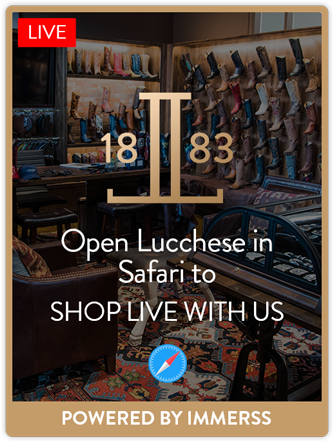 LIVE
18 83
Open Lucchese in
Safari to
SHOP LIVE WITH US
POWERED BY IMMERSS